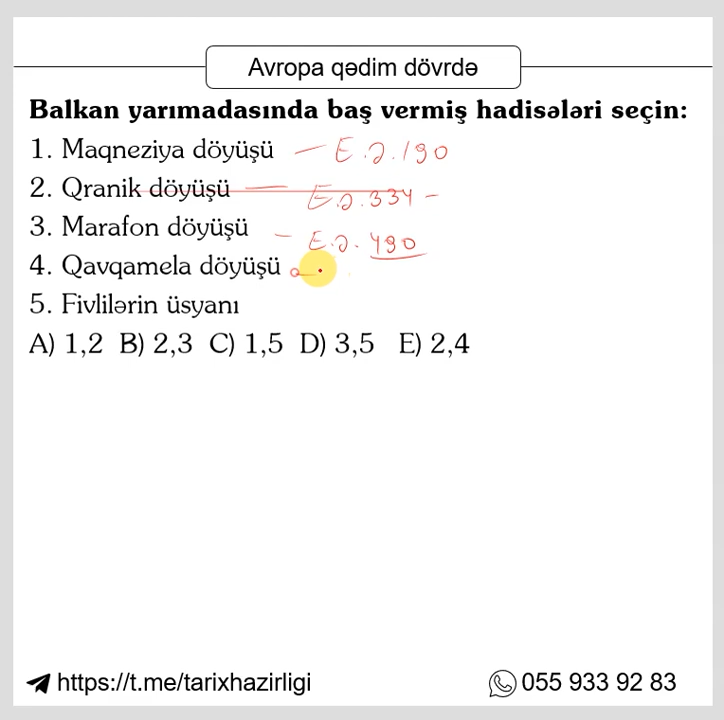 Avropa qədim dövrdə
Balkan yarımadasında baş vermiş hadisələri seçin:
1. Maqneziya döyüşü — E.Ə.190
2. Qranik döyüşü — E.Ə.334 -
3. Marafon döyüşü - E.Ə.490
4. Qavqamela döyüşü
5. Fivlilərin üsyanı
A) 1,2 B) 2,3 C) 1,5 D) 3,5 E) 2,4
https://t.me/tarixhazirligi 055 933 92 83